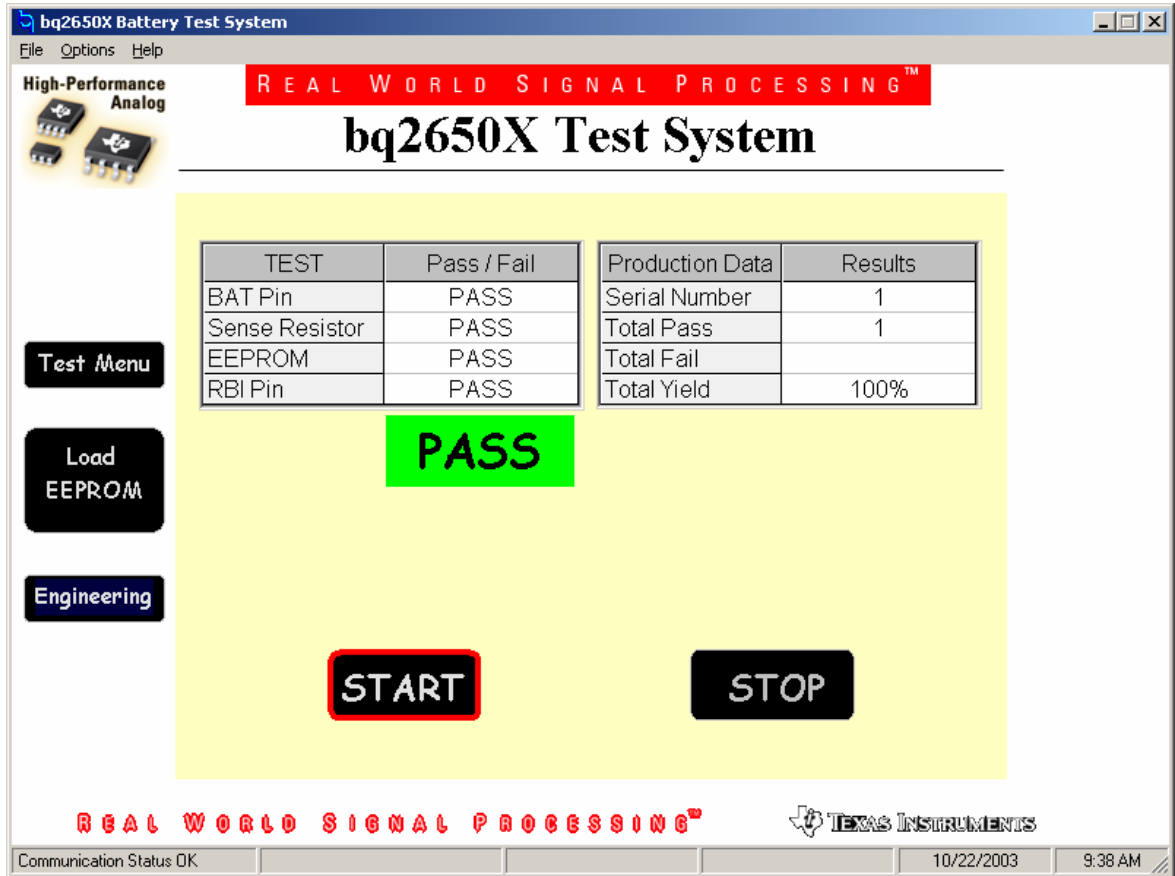 bq2650X Battery Test System
File Options Help
High-Performance
Analog
REAL WORLD SIGNAL PROCESSING™
bq2650X Test System
TEST Pass / Fail
BAT Pin PASS
Sense Resistor PASS
EEPROM PASS
RBI Pin PASS
Production Data Results
Serial Number 1
Total Pass 1
Total Fail
Total Yield 100%
PASS
Test Menu
Load
EEPROM
Engineering
START
STOP
REAL WORLD SIGNAL PROCESSING™
TEXAS INSTRUMENTS
Communication Status OK
10/22/2003
9:38 AM